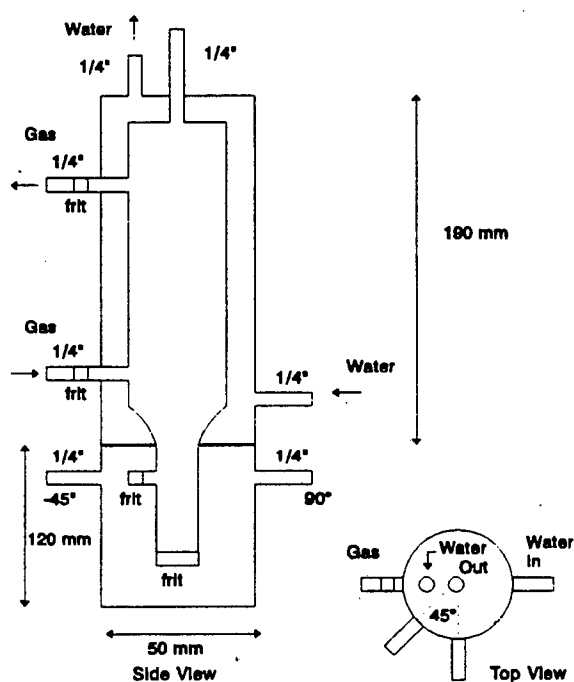 Water
1/4"
1/4"
Gas
1/4"
frit
190 mm
Gas
1/4"
frit
Water
1/4"
1/4"
-45°
frit
1/4"
90°
120 mm
frit
50 mm
Side View
Gas
Water
Out
Water
In
45°
Top View